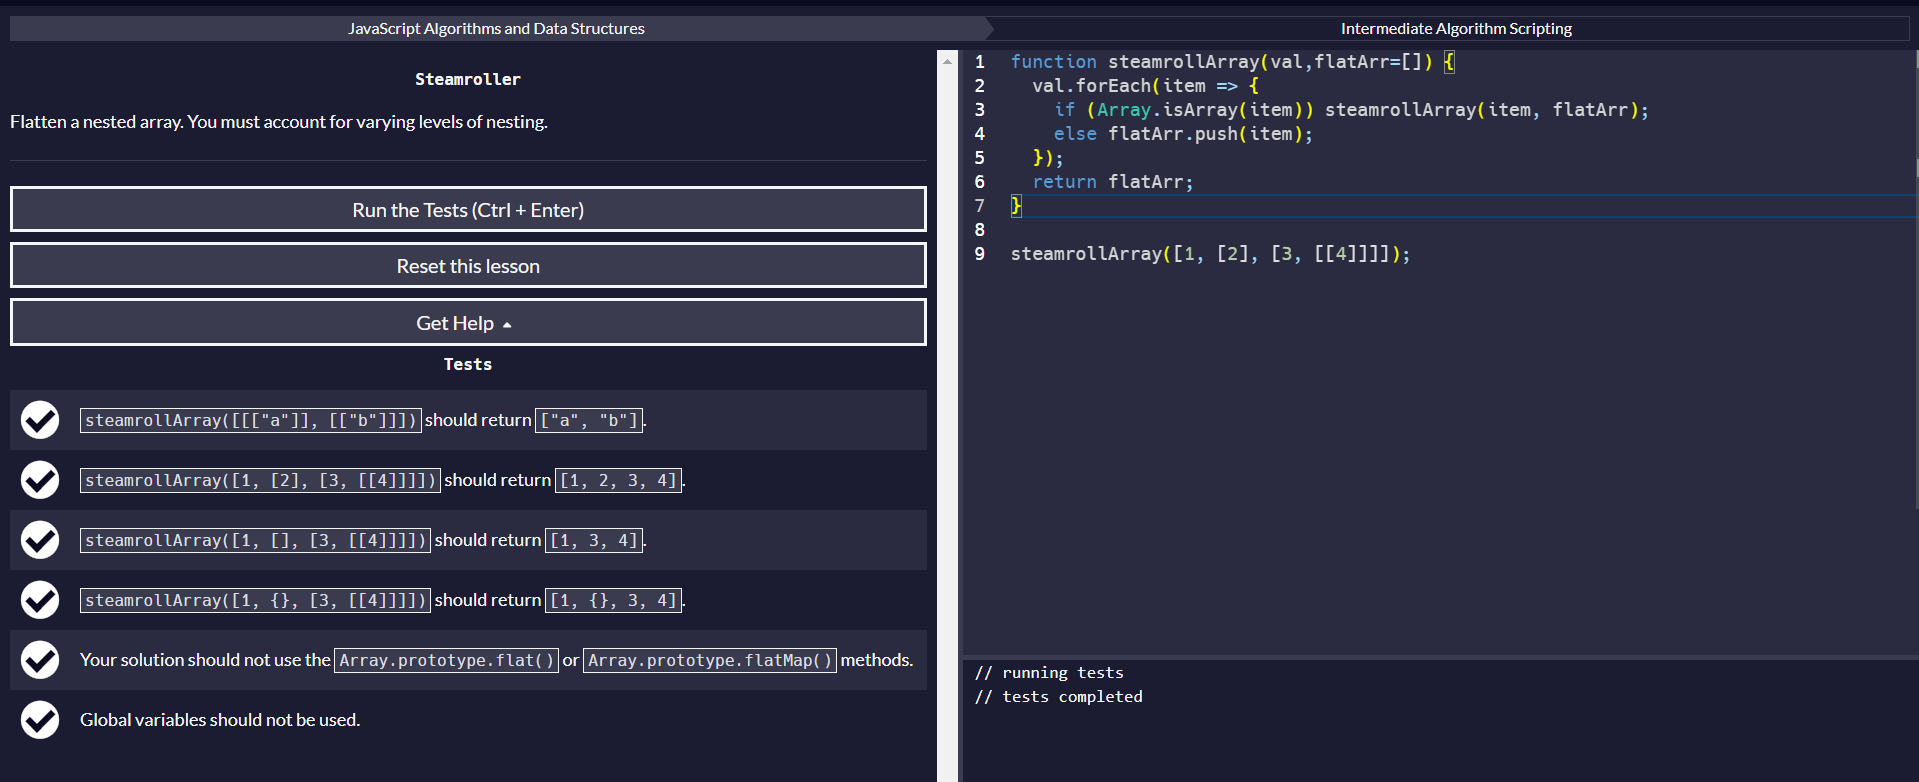 JavaScript Algorithms and Data Structures
Intermediate Algorithm Scripting
Steamroller
Flatten a nested array. You must account for varying levels of nesting.
Run the Tests (Ctrl + Enter)
Reset this lesson
Get Help
Tests
steamrollArray([[["a"]], [["b"]]]) should return ["a", "b"].
steamrollArray([1, [2], [3, [[4]]]]) should return [1, 2, 3, 4].
steamrollArray([1, [], [3, [[4]]]]) should return [1, 3, 4].
steamrollArray([1, {}, [3, [[4]]]]) should return [1, {}, 3, 4].
Your solution should not use the Array.prototype.flat() or Array.prototype.flatMap() methods.
Global variables should not be used.
1 function steamrollArray(val,flatArr=[]) {
2 val.forEach(item => {
3 if (Array.isArray(item)) steamrollArray(item, flatArr);
4 else flatArr.push(item);
5 });
6 return flatArr;
7 }
8
9 steamrollArray([1, [2], [3, [[4]]]]);
// running tests
// tests completed